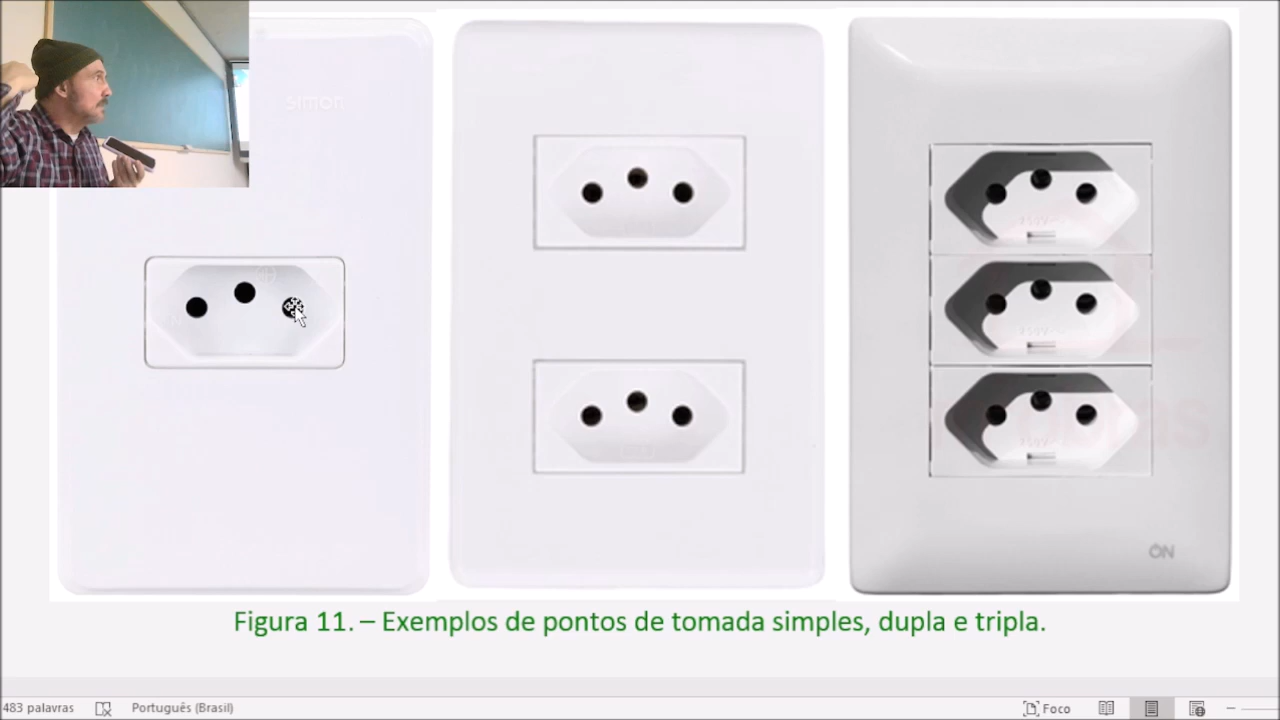 SIMON
ON
Figura 11. – Exemplos de pontos de tomada simples, dupla e tripla.
483 palavras
Português (Brasil)
Foco